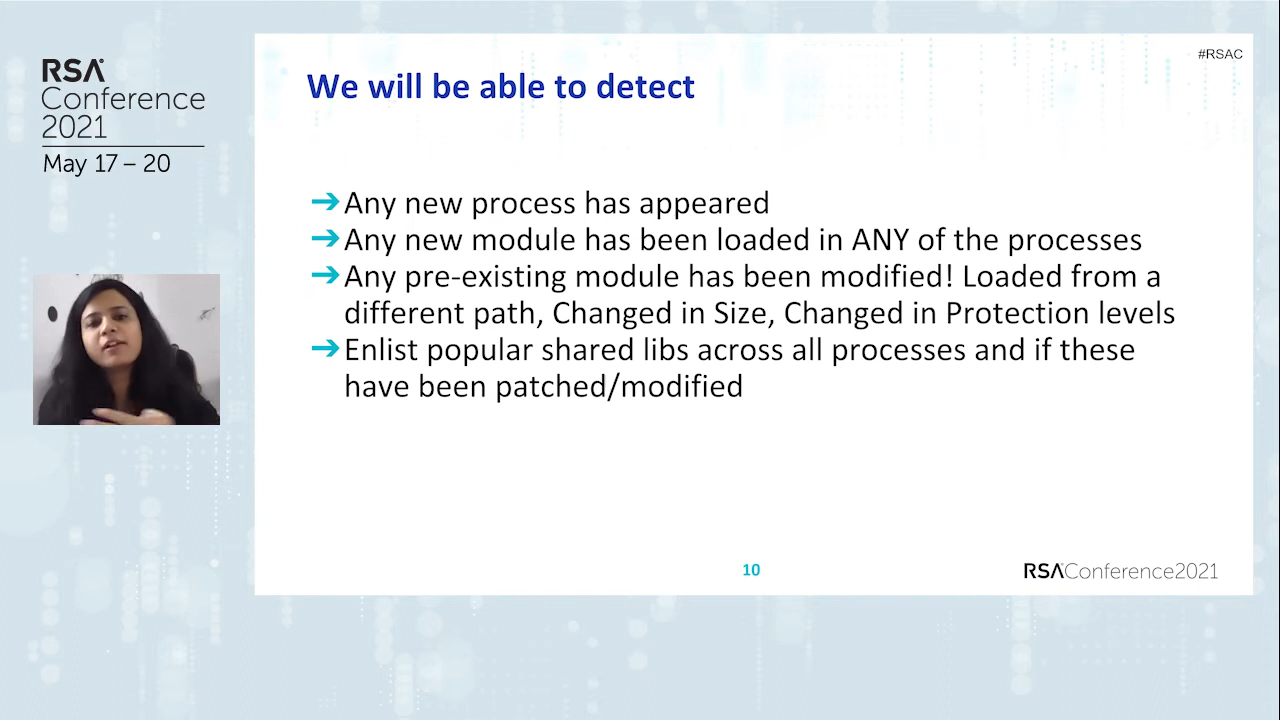 RSA
Conference
2021
May 17 – 20
#RSAC
We will be able to detect
➔Any new process has appeared
➔Any new module has been loaded in ANY of the processes
➔Any pre-existing module has been modified! Loaded from a
different path, Changed in Size, Changed in Protection levels
➔Enlist popular shared libs across all processes and if these
have been patched/modified
10
RSAConference2021